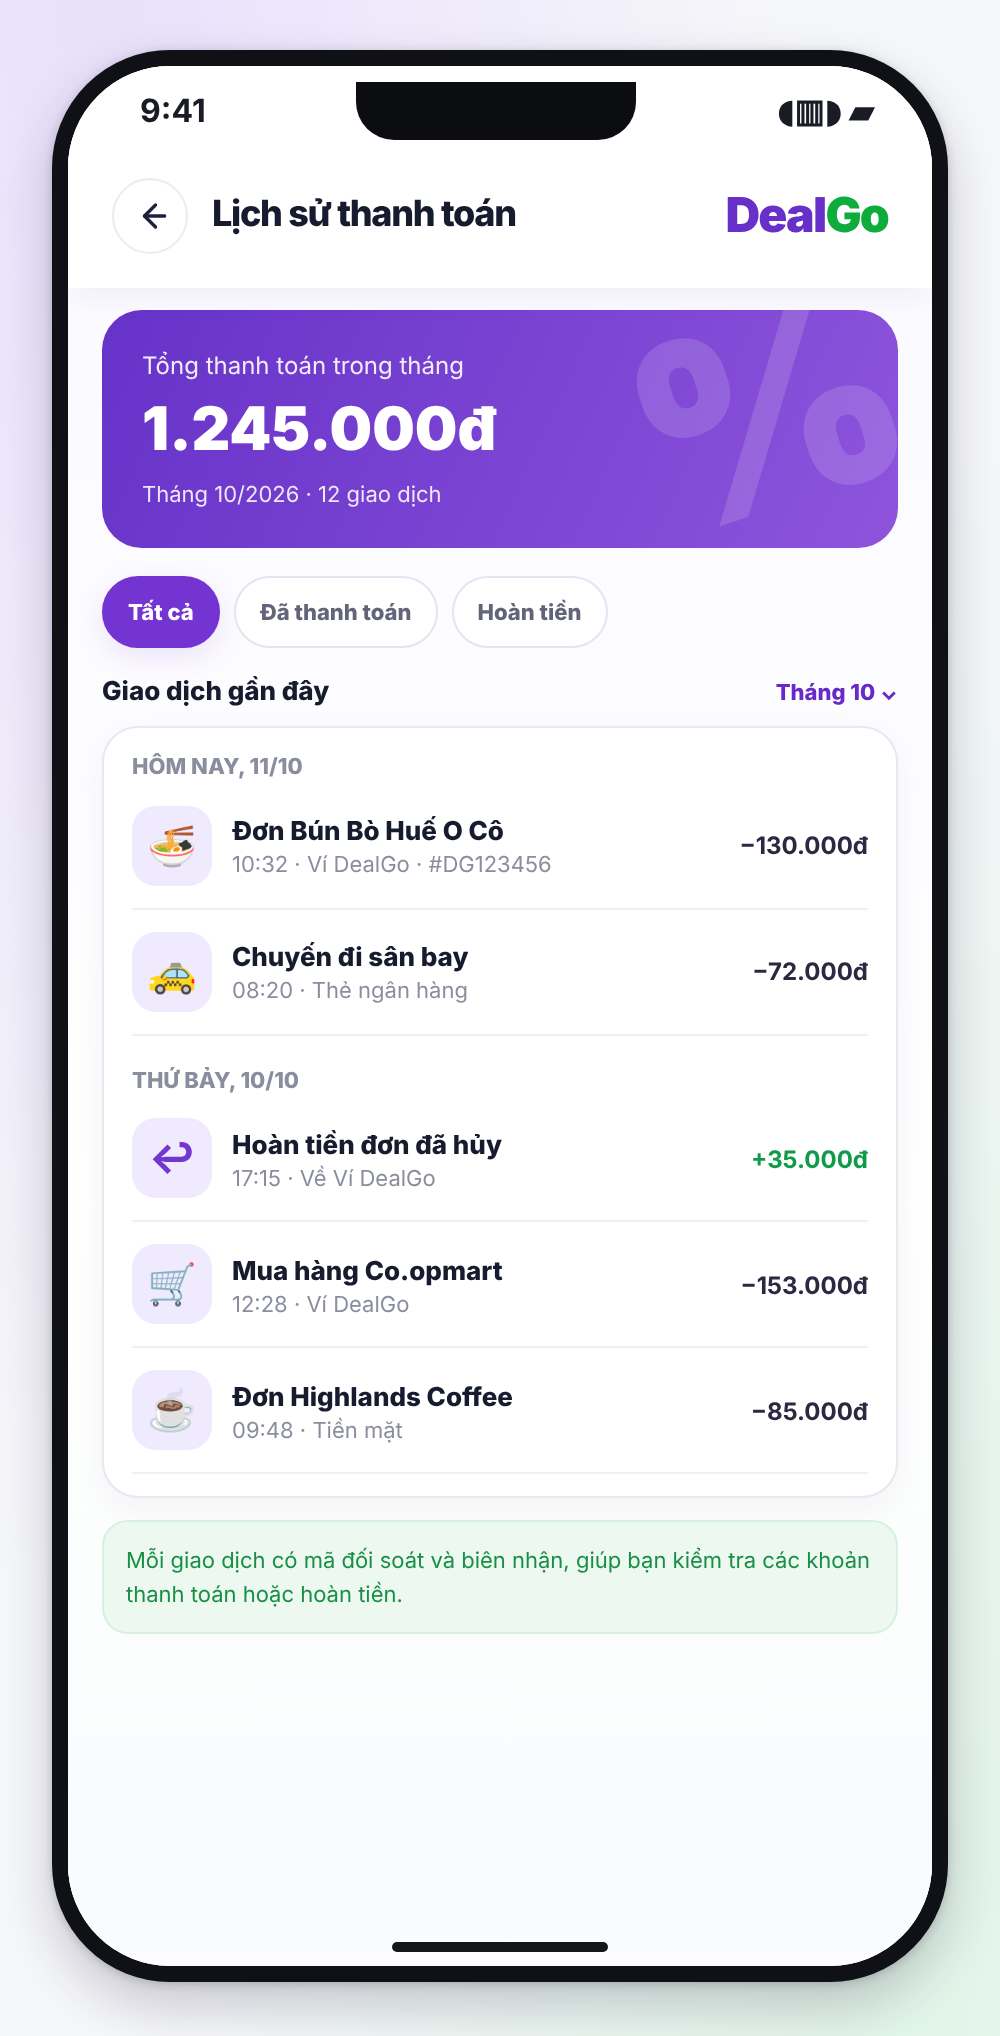 9:41
Lịch sử thanh toán
DealGo
Tổng thanh toán trong tháng
1.245.000đ
Tháng 10/2026 · 12 giao dịch
%
Tất cả
Đã thanh toán
Hoàn tiền
Giao dịch gần đây
Tháng 10
HÔM NAY, 11/10
Đơn Bún Bò Huế O Cô
10:32 · Ví DealGo · #DG123456
−130.000đ
Chuyến đi sân bay
08:20 · Thẻ ngân hàng
−72.000đ
THỨ BẢY, 10/10
Hoàn tiền đơn đã hủy
17:15 · Về Ví DealGo
+35.000đ
Mua hàng Co.opmart
12:28 · Ví DealGo
−153.000đ
Đơn Highlands Coffee
09:48 · Tiền mặt
−85.000đ
Mỗi giao dịch có mã đối soát và biên nhận, giúp bạn kiểm tra các khoản
thanh toán hoặc hoàn tiền.